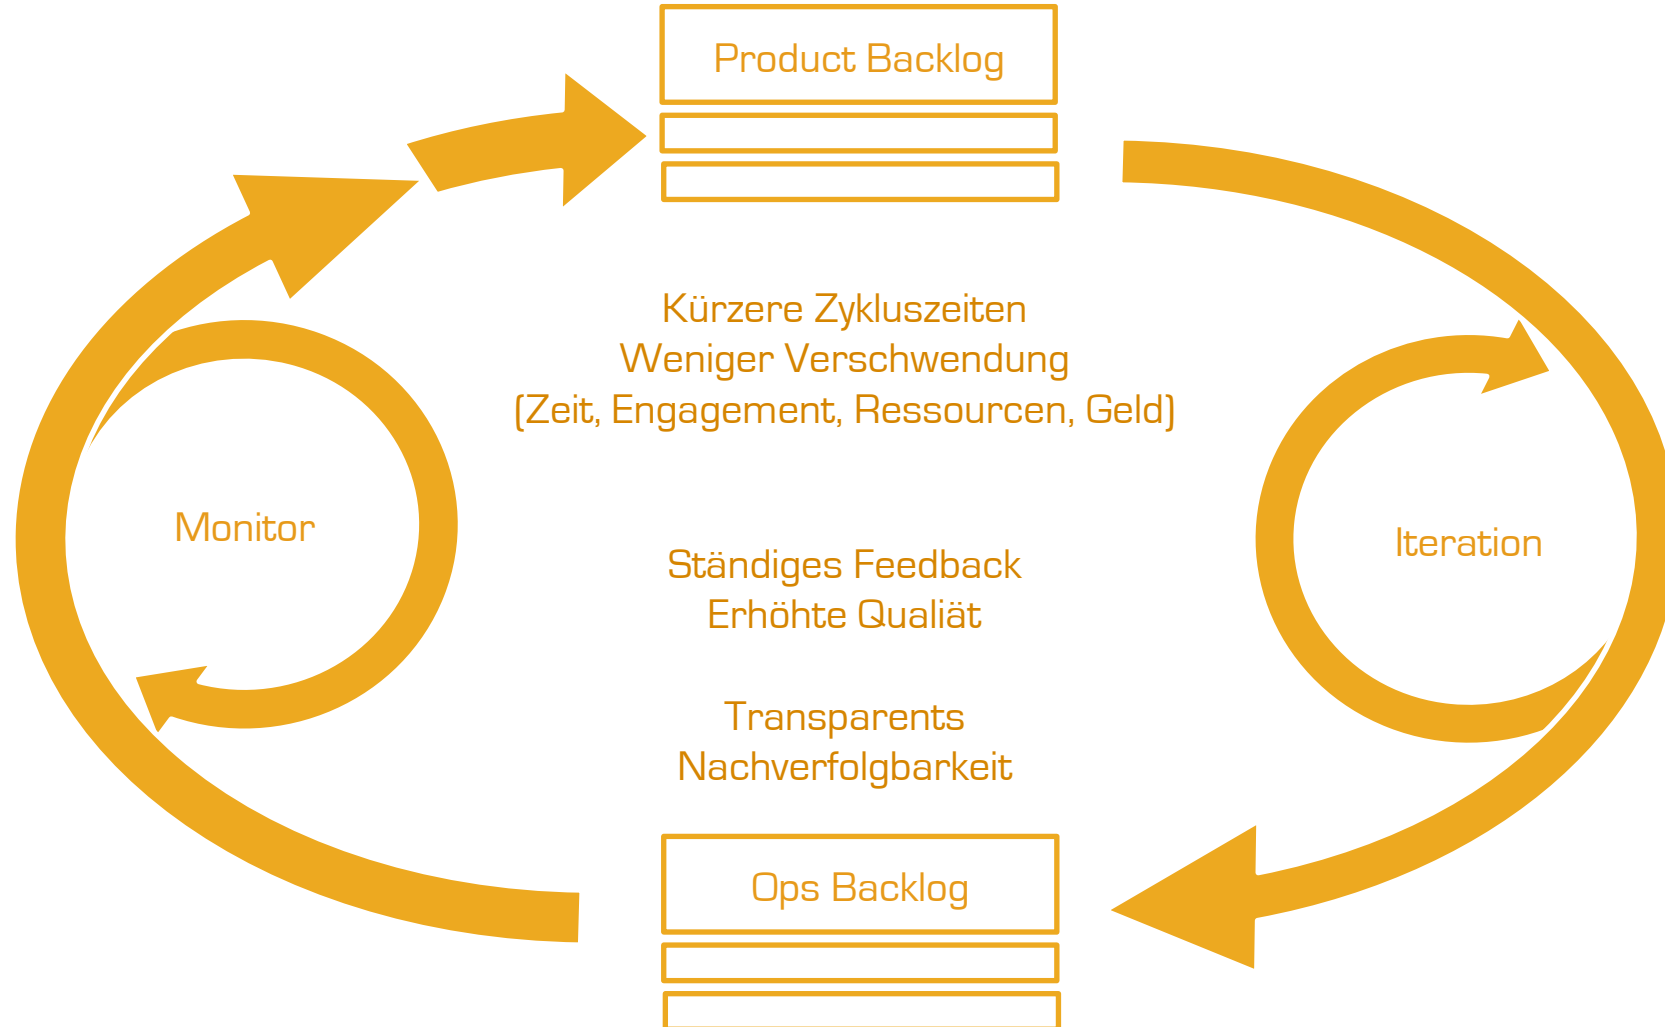 Product Backlog
Kürzere Zykluszeiten
Weniger Verschwendung
(Zeit, Engagement, Ressourcen, Geld)
Monitor
Iteration
Ständiges Feedback
Erhöhte Qualiät
Transparents
Nachverfolgbarkeit
Ops Backlog